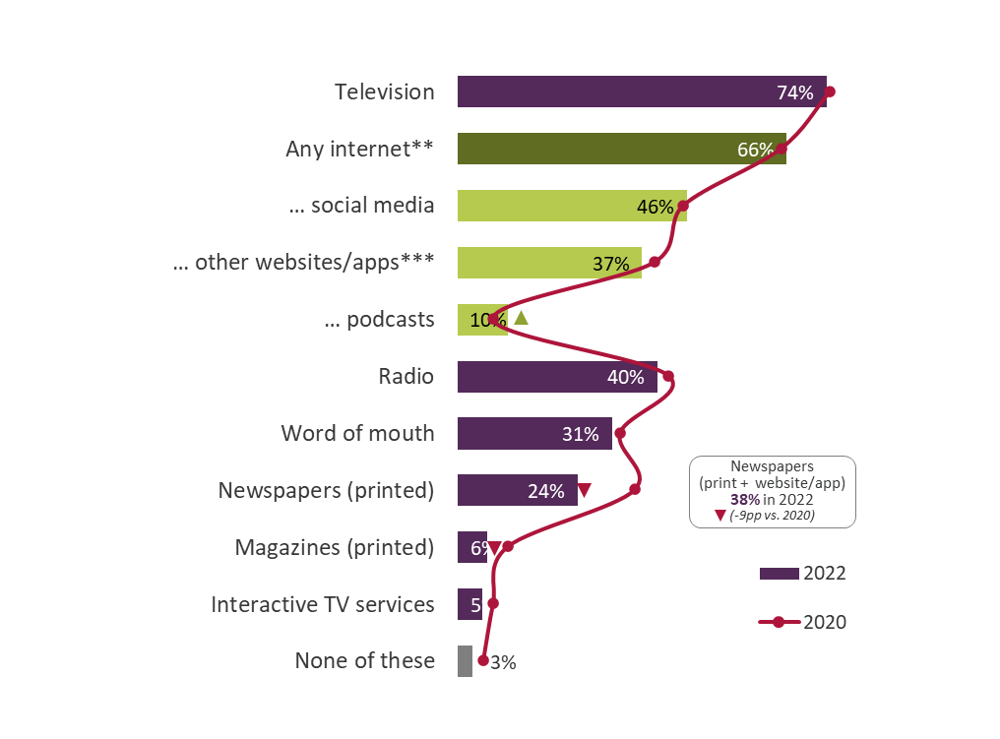 Television 74%
Any internet** 66%
... social media 46%
... other websites/apps*** 37%
... podcasts 10%
Radio 40%
Word of mouth 31%
Newspapers (printed) 24%
Newspapers
(print + website/app)
38% in 2022
(-9pp vs. 2020)
Magazines (printed) 6%
2022
Interactive TV services 5
2020
None of these 3%